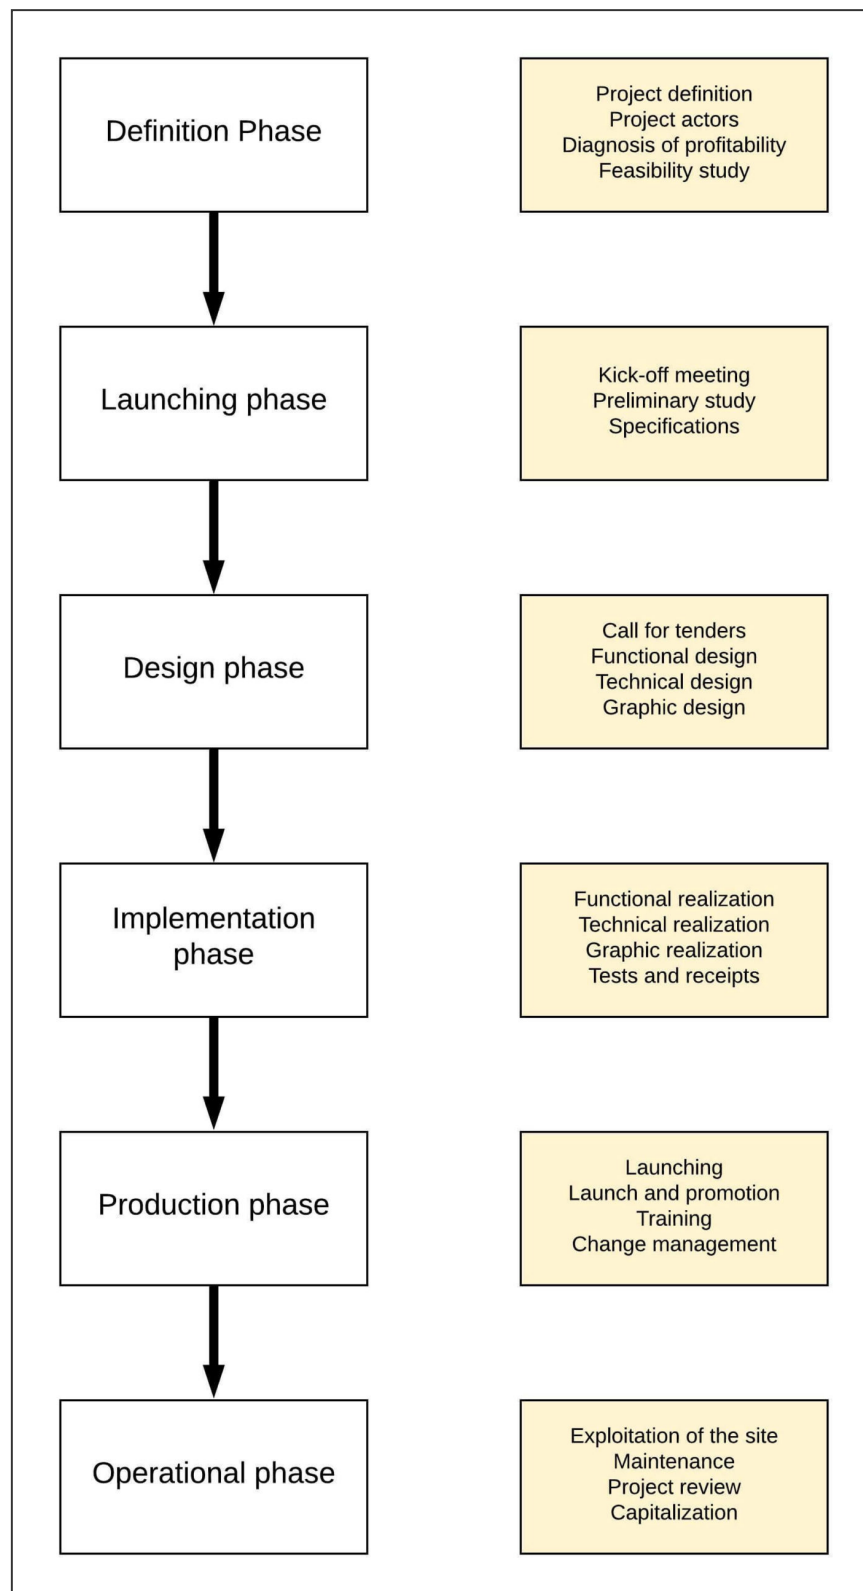 Definition Phase
Project definition
Project actors
Diagnosis of profitability
Feasibility study
Launching phase
Kick-off meeting
Preliminary study
Specifications
Design phase
Call for tenders
Functional design
Technical design
Graphic design
Implementation
phase
Functional realization
Technical realization
Graphic realization
Tests and receipts
Production phase
Launching
Launch and promotion
Training
Change management
Operational phase
Exploitation of the site
Maintenance
Project review
Capitalization